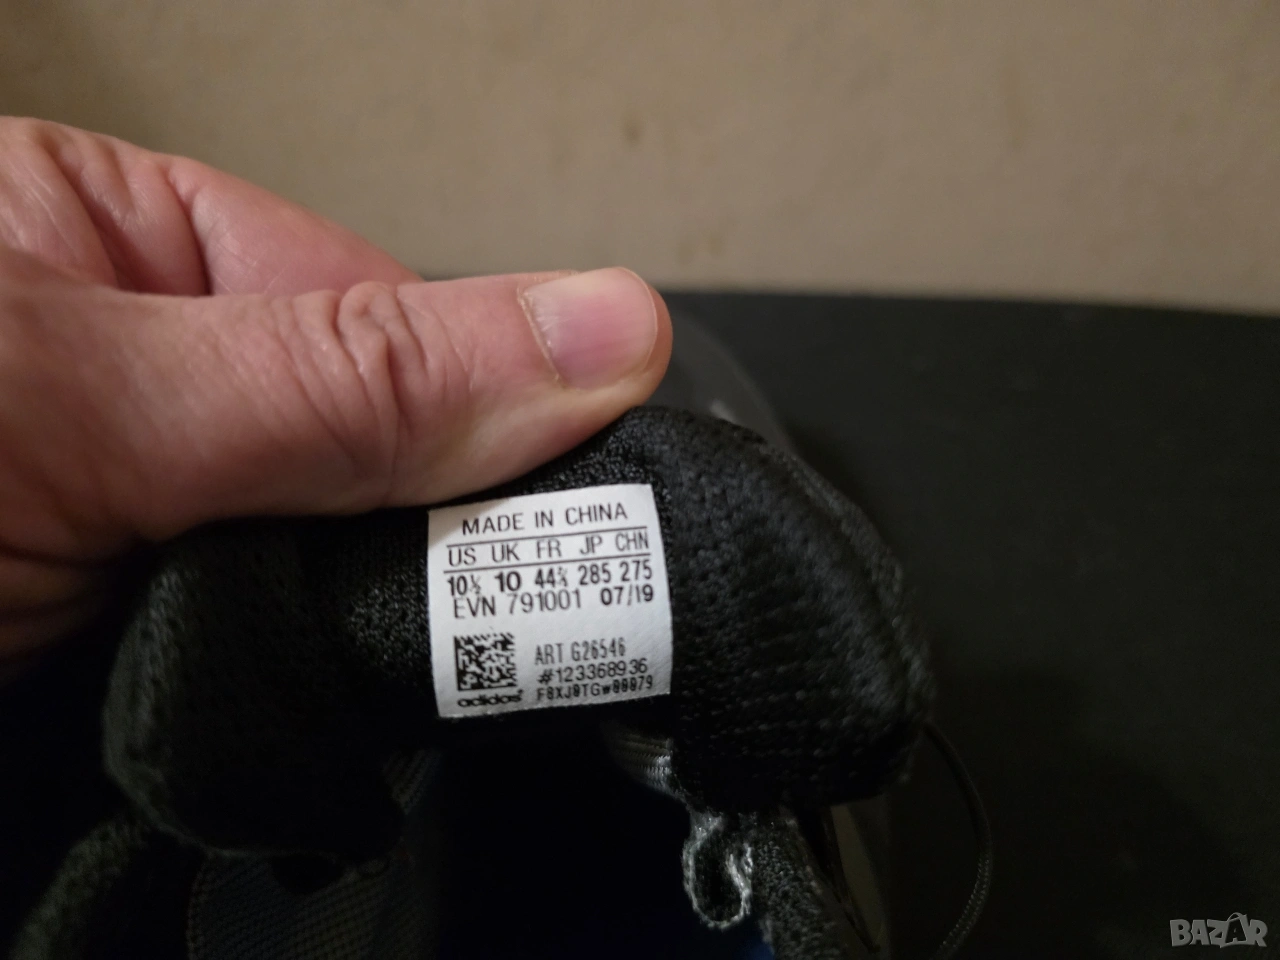 MADE IN CHINA
US UK FR JP CHN
10½ 10 44⅔ 285 275
EVN 791001 07/19
ART G26546
#123368936
adidas
BAZAR